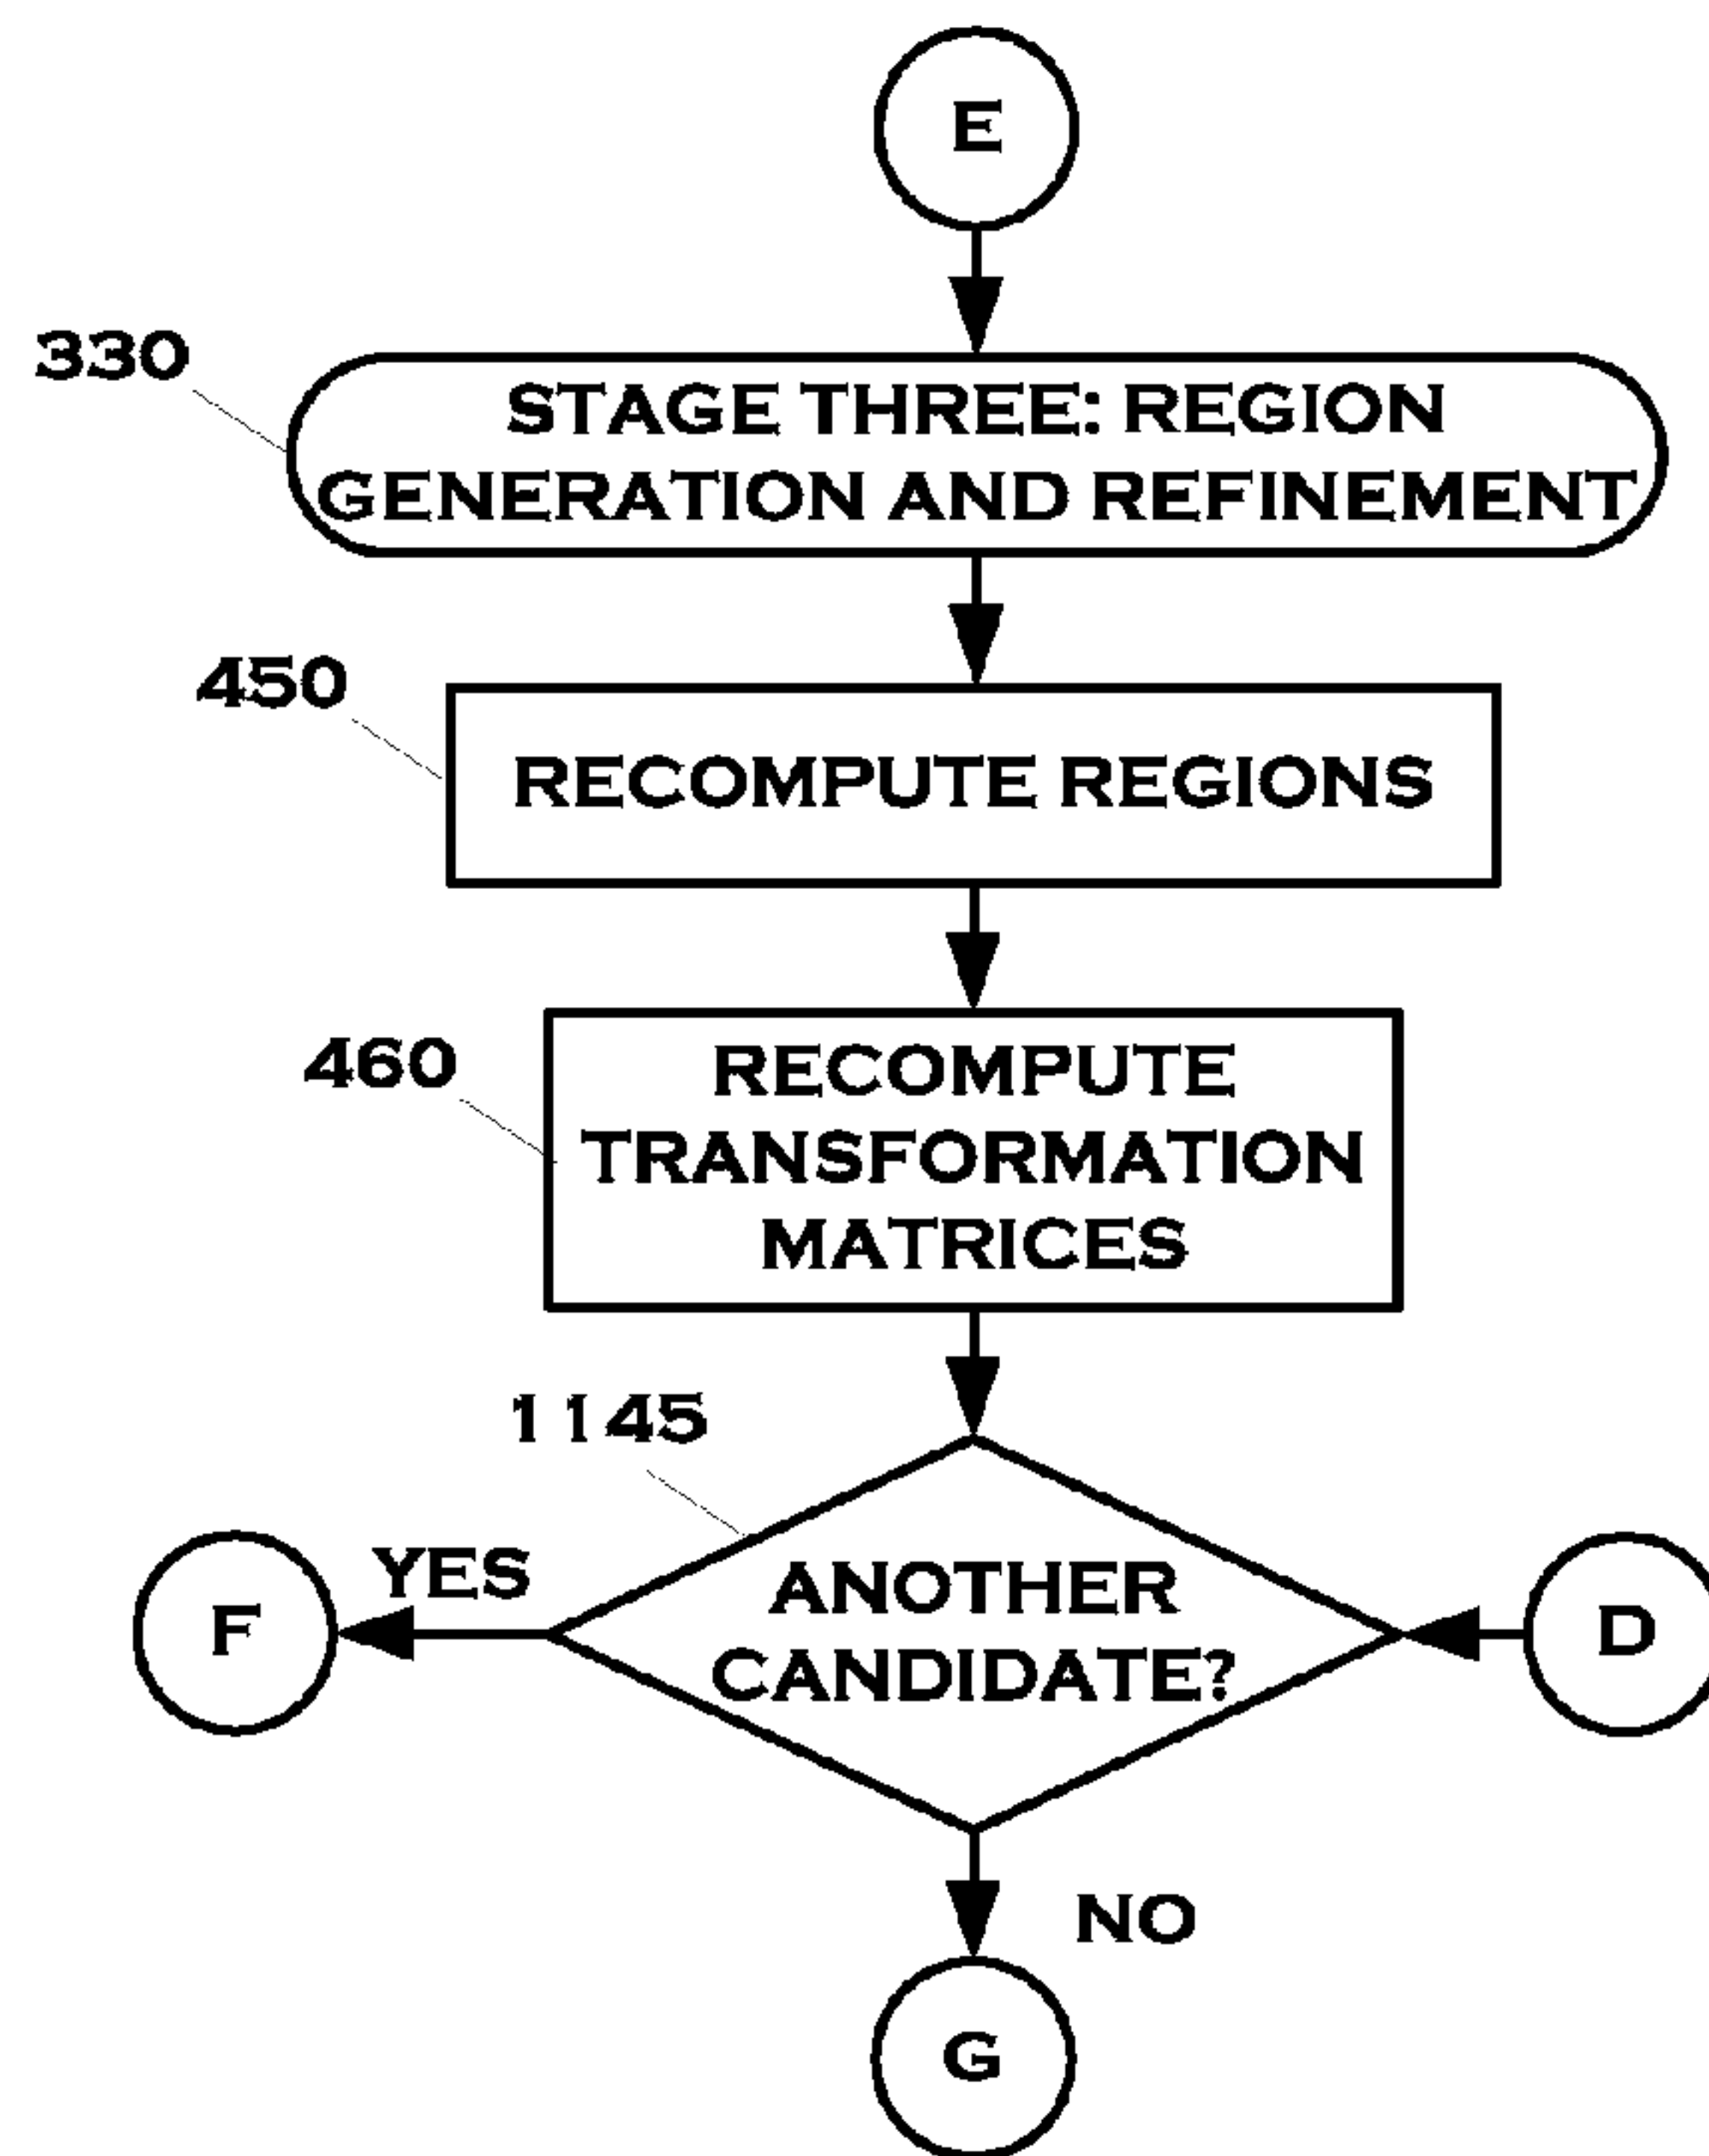 E
330
STAGE THREE: REGION
GENERATION AND REFINEMENT
450
RECOMPUTE REGIONS
460
RECOMPUTE
TRANSFORMATION
MATRICES
1145
YES
F
ANOTHER
CANDIDATE?
D
NO
G